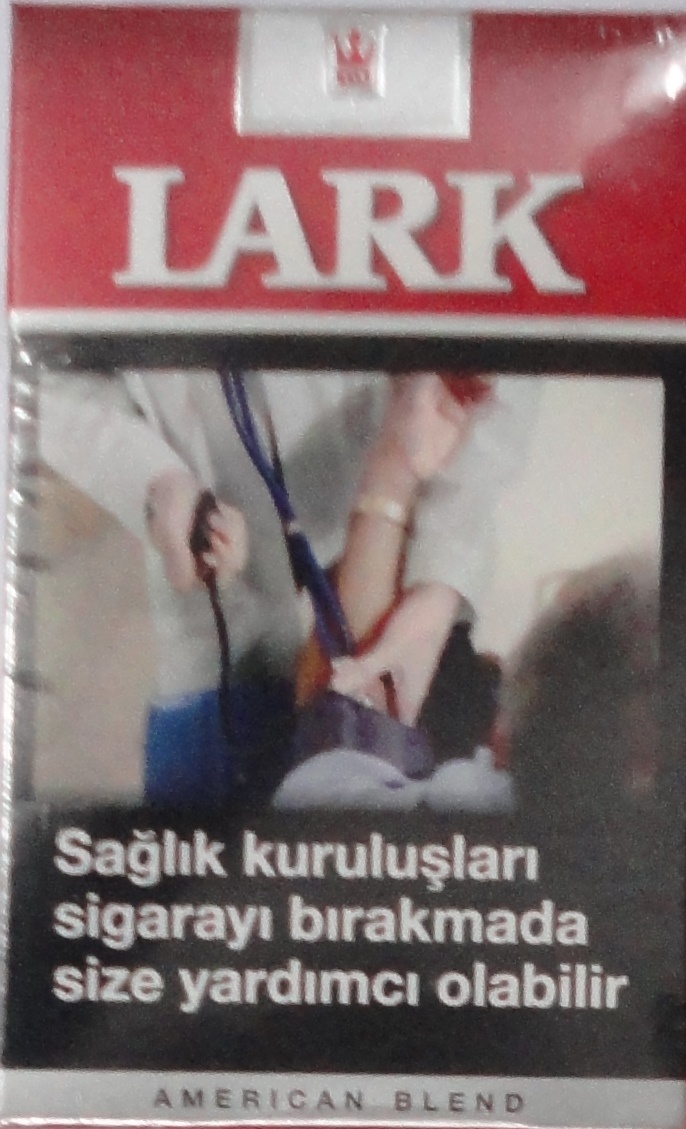 LARK
Sağlık kuruluşları
sigarayı bırakmada
size yardımcı olabilir
AMERICAN BLEND